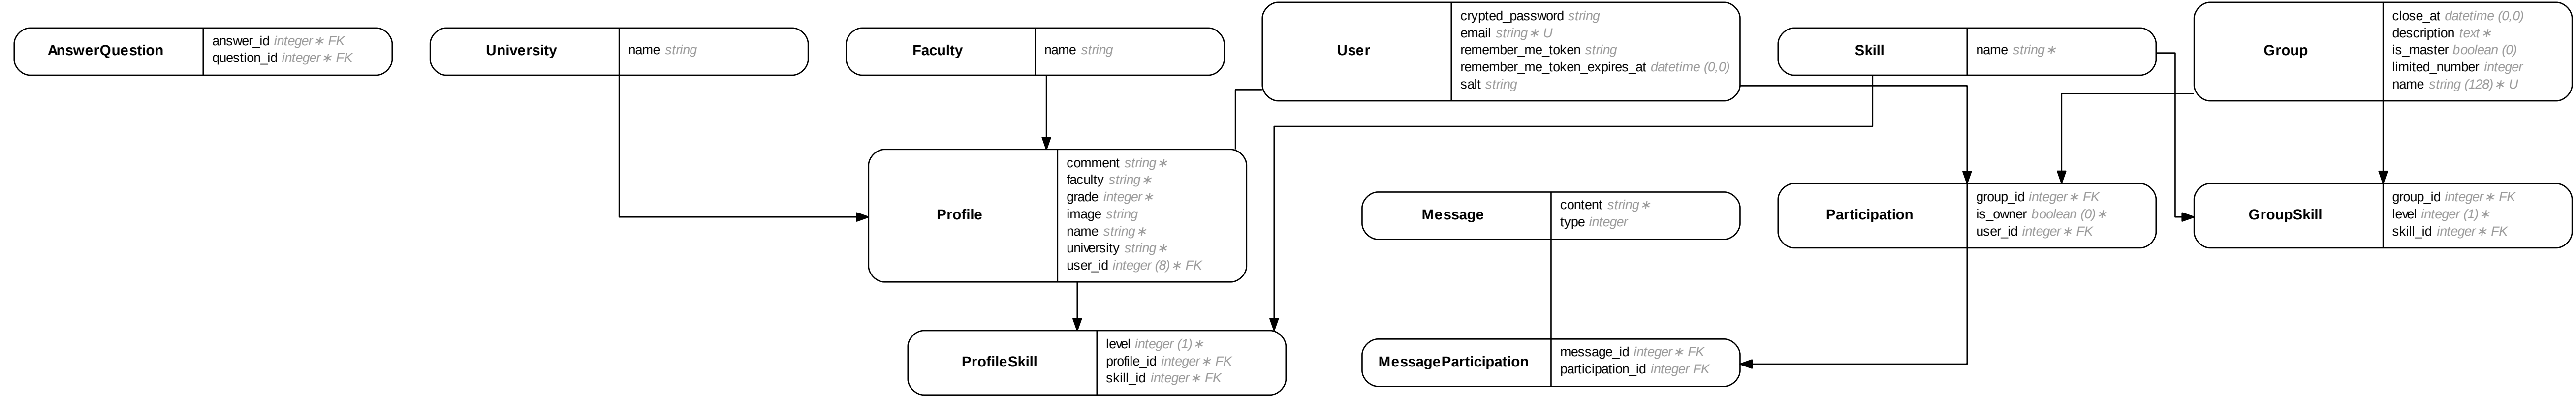 AnswerQuestion
answer_id integer∗ FK
question_id integer∗ FK
University
name string
Faculty
name string
User
crypted_password string
email string∗ U
remember_me_token string
remember_me_token_expires_at datetime (0,0)
salt string
Skill
name string∗
Group
close_at datetime (0,0)
description text∗
is_master boolean (0)
limited_number integer
name string (128)∗ U
Profile
comment string∗
faculty string∗
grade integer∗
image string
name string∗
university string∗
user_id integer (8)∗ FK
Message
content string∗
type integer
Participation
group_id integer∗ FK
is_owner boolean (0)∗
user_id integer∗ FK
GroupSkill
group_id integer∗ FK
level integer (1)∗
skill_id integer∗ FK
ProfileSkill
level integer (1)∗
profile_id integer∗ FK
skill_id integer∗ FK
MessageParticipation
message_id integer∗ FK
participation_id integer FK